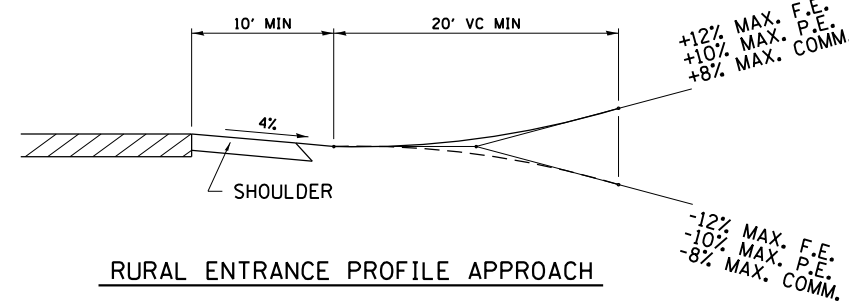 10' MIN
20' VC MIN
+12% MAX. F.E.
+10% MAX. P.E.
+8% MAX. COMM.
4%
SHOULDER
-12% MAX. F.E.
-10% MAX. P.E.
-8% MAX. COMM.
RURAL ENTRANCE PROFILE APPROACH